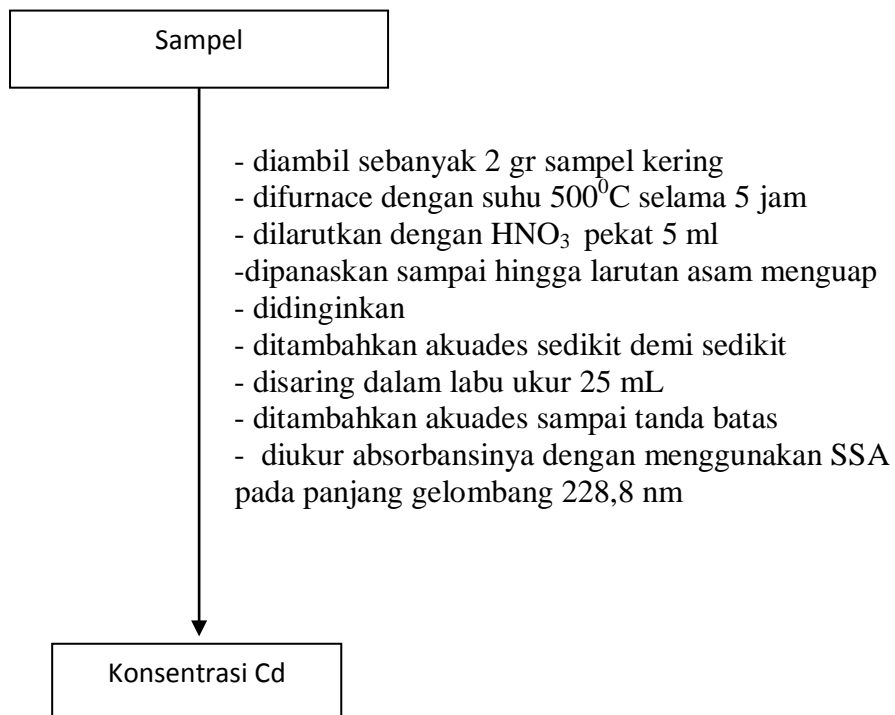 Sampel
- diambil sebanyak 2 gr sampel kering
- difurnace dengan suhu 500⁰C selama 5 jam
- dilarutkan dengan HNO₃ pekat 5 ml
-dipanaskan sampai hingga larutan asam menguap
- didinginkan
- ditambahkan akuades sedikit demi sedikit
- disaring dalam labu ukur 25 mL
- ditambahkan akuades sampai tanda batas
- diukur absorbansinya dengan menggunakan SSA
pada panjang gelombang 228,8 nm
Konsentrasi Cd